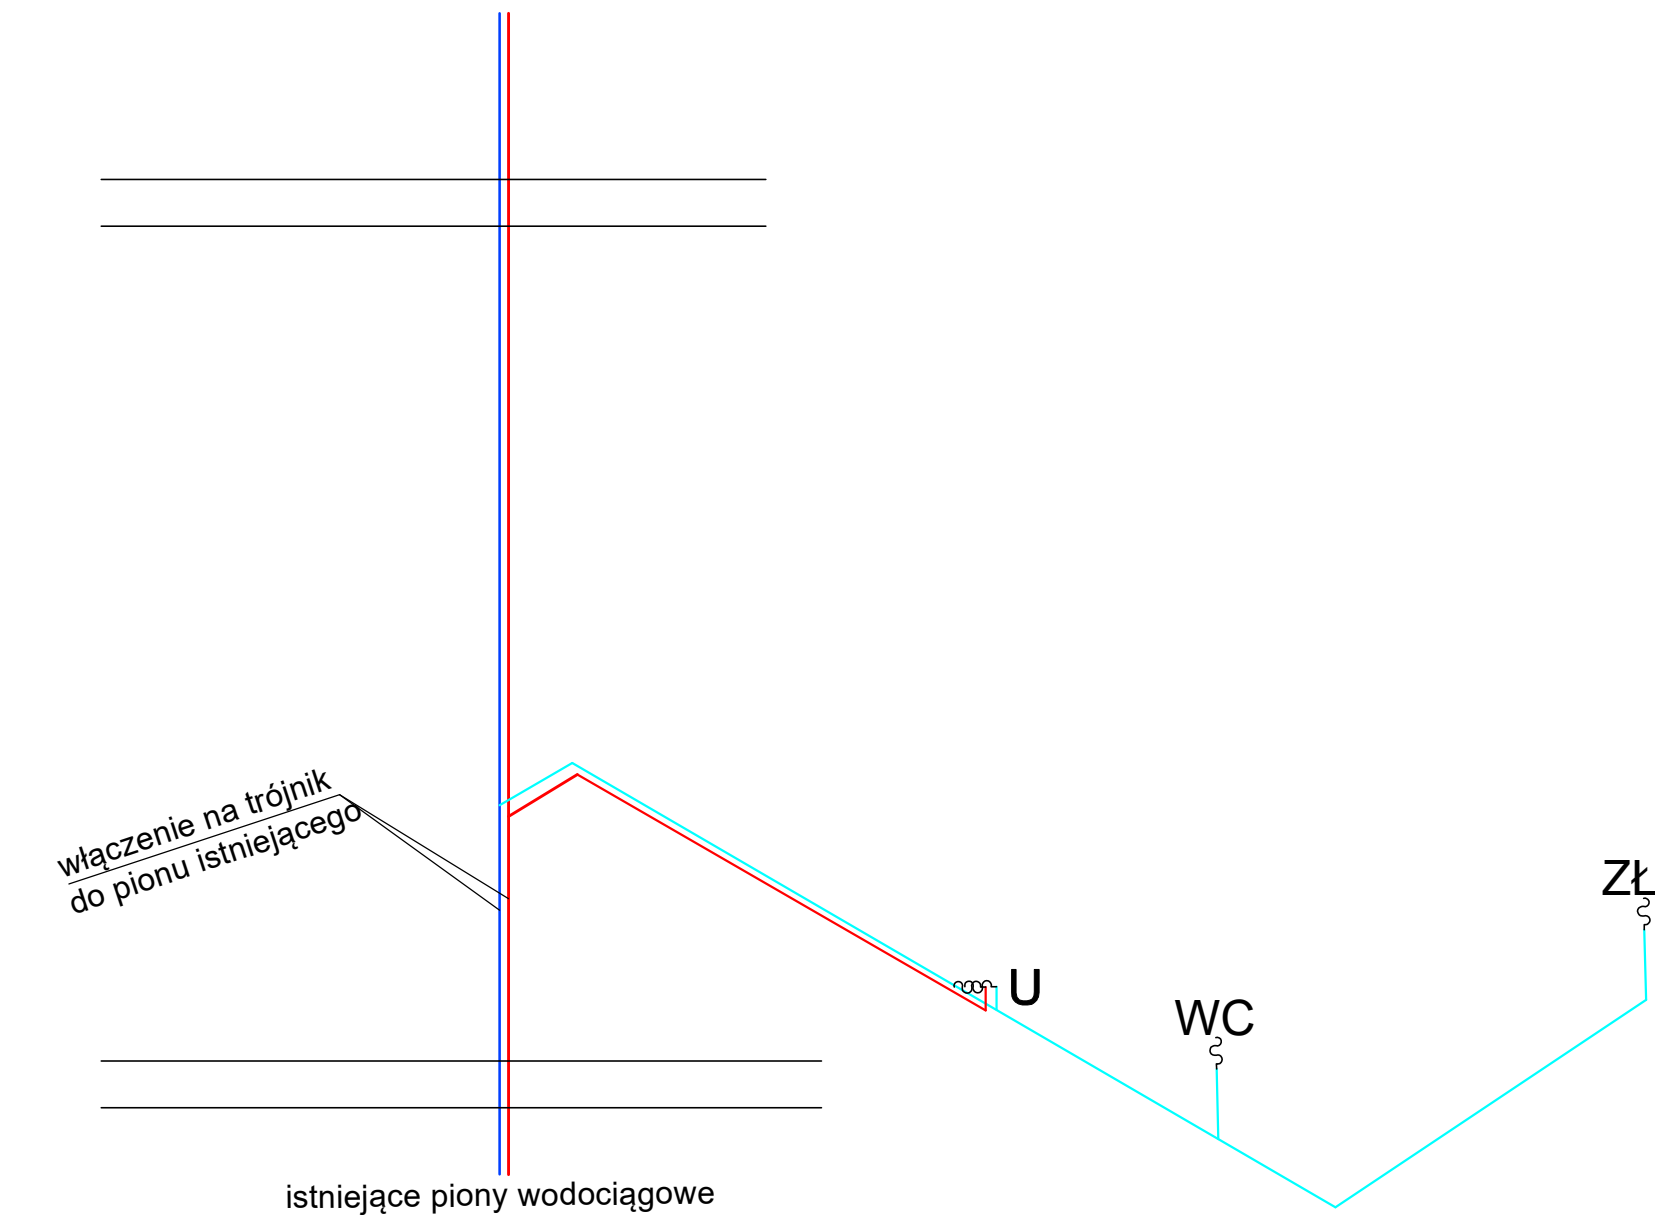 włączenie na trójnik
do pionu istniejącego
U
WC
ZŁ
istniejące piony wodociągowe